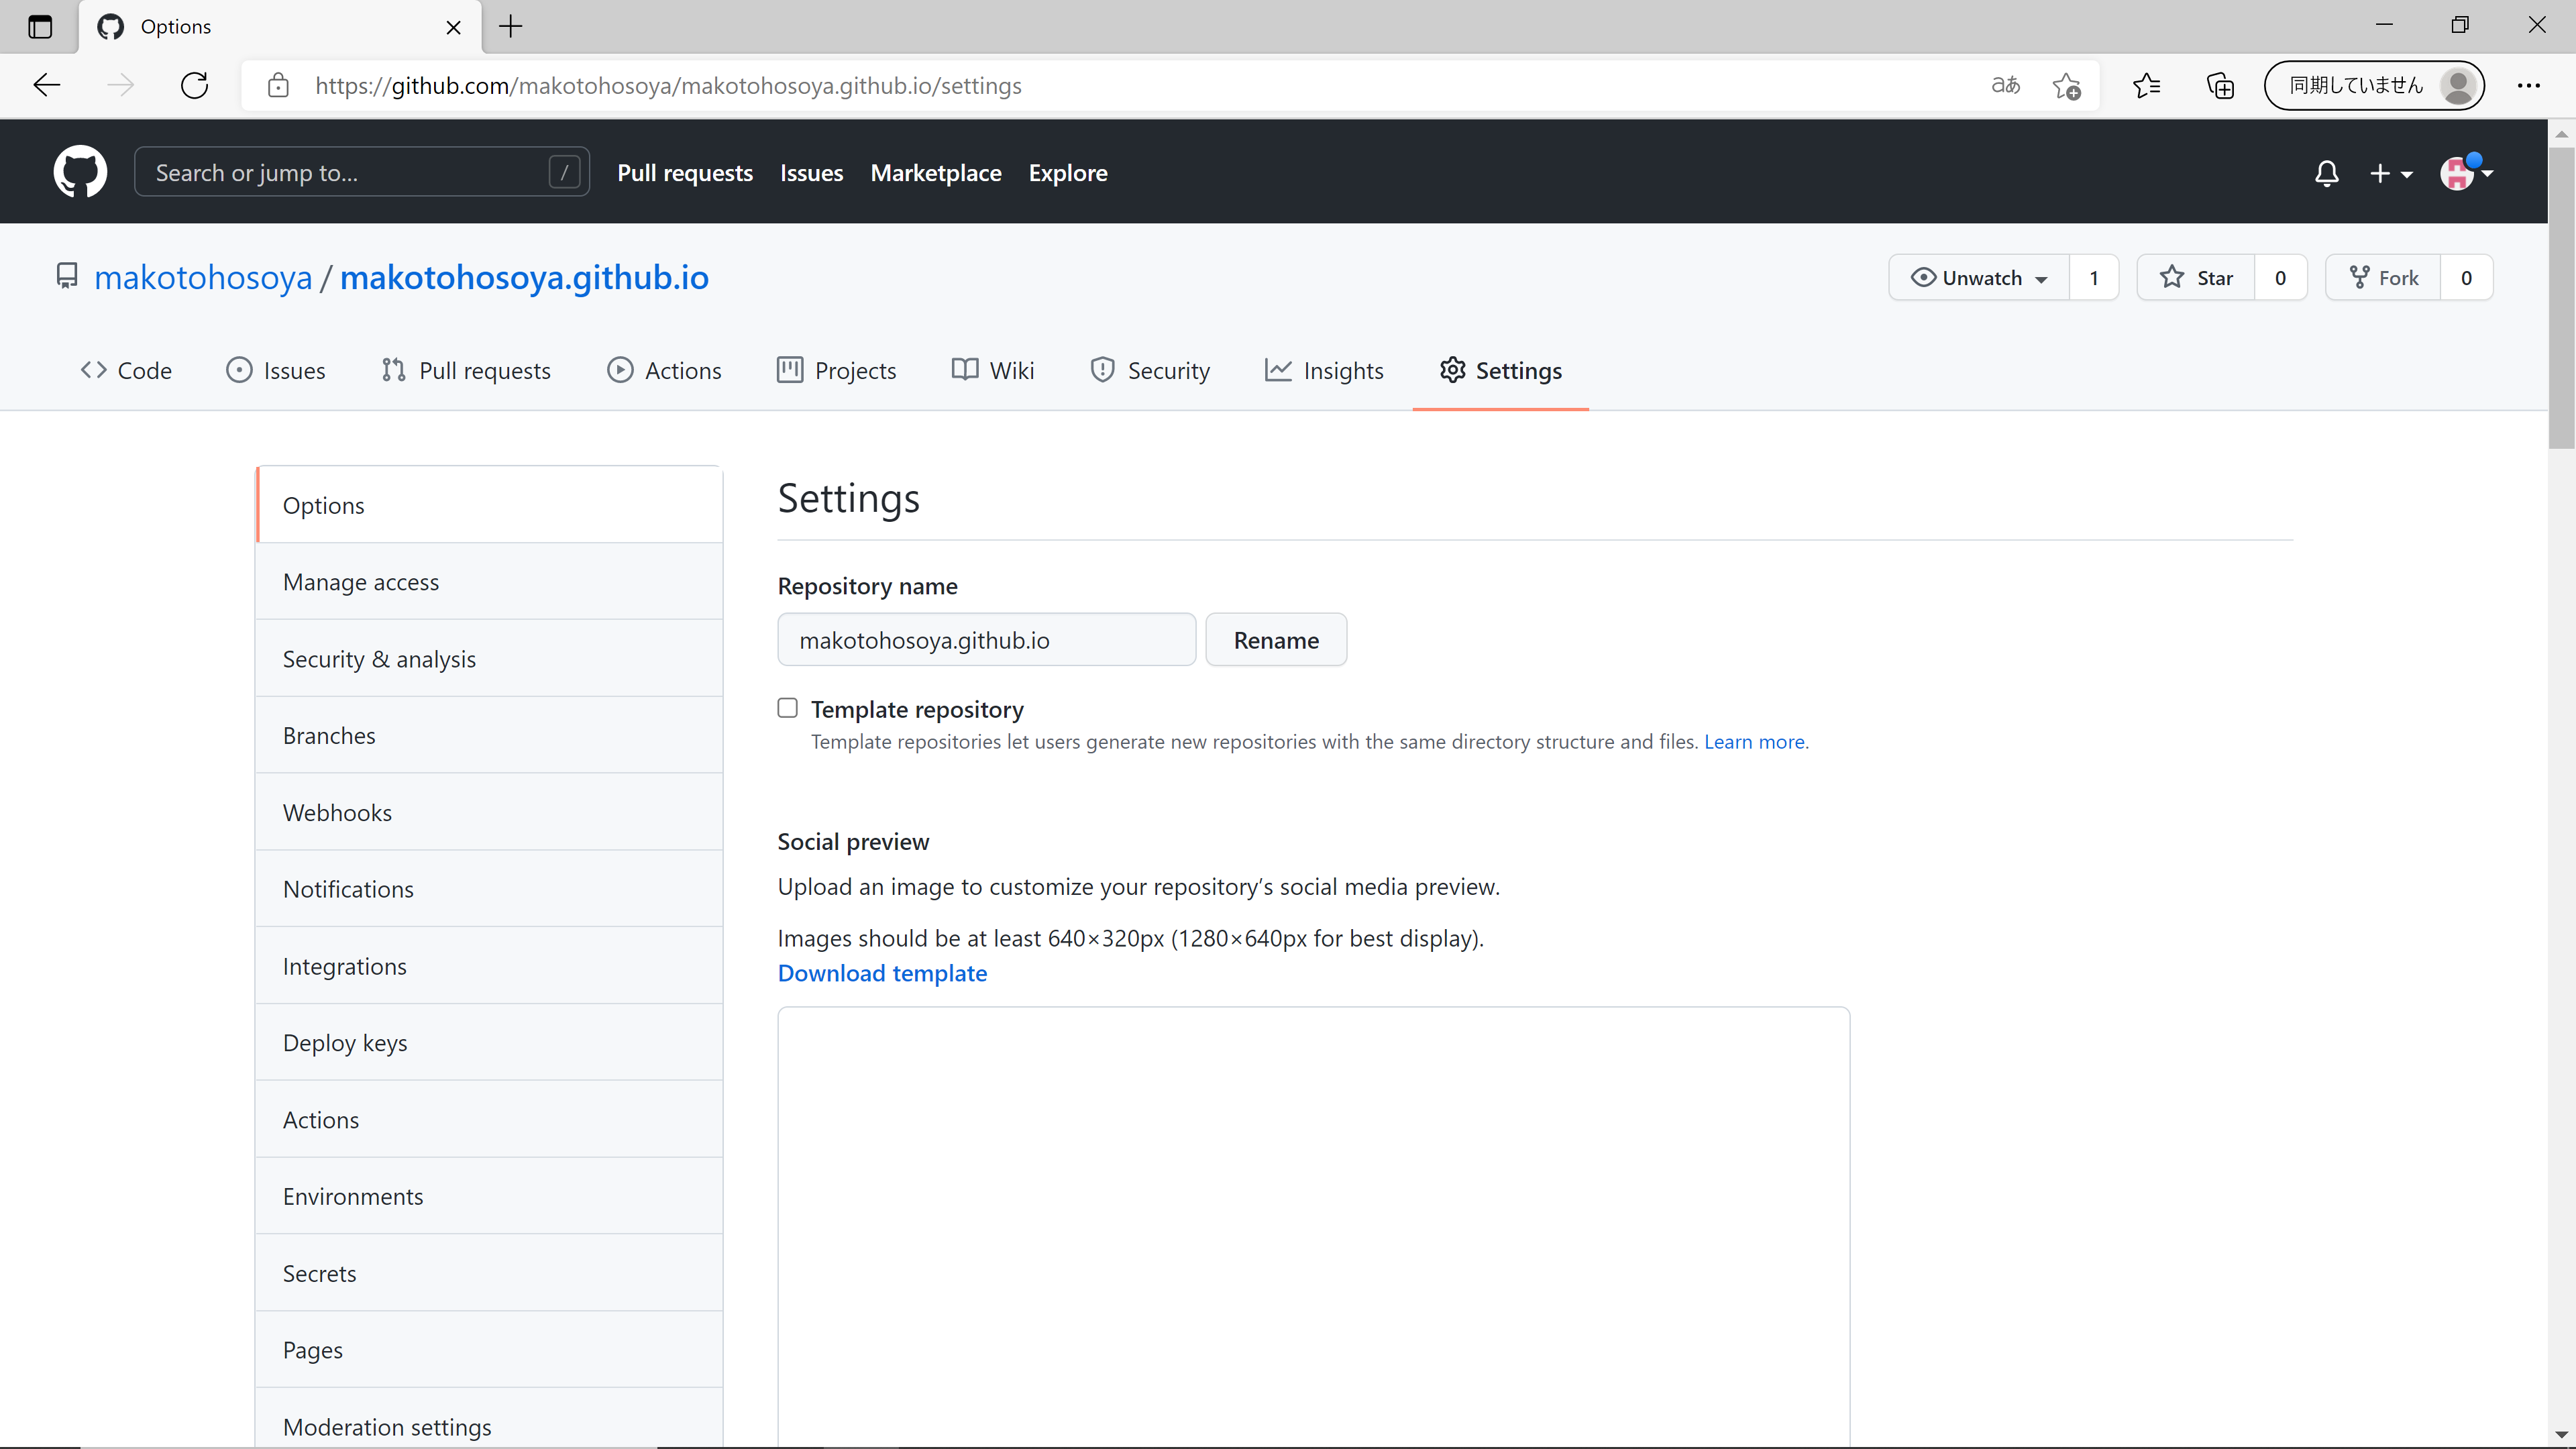 Options
https://github.com/makotohosoya/makotohosoya.github.io/settings
aあ
同期していません
Search or jump to...
/
Pull requests
Issues
Marketplace
Explore
makotohosoya / makotohosoya.github.io
Unwatch 1
Star 0
Fork 0
Code
Issues
Pull requests
Actions
Projects
Wiki
Security
Insights
Settings
Options
Manage access
Security & analysis
Branches
Webhooks
Notifications
Integrations
Deploy keys
Actions
Environments
Secrets
Pages
Moderation settings
Settings
Repository name
makotohosoya.github.io
Rename
Template repository
Template repositories let users generate new repositories with the same directory structure and files. Learn more.
Social preview
Upload an image to customize your repository’s social media preview.
Images should be at least 640×320px (1280×640px for best display).
Download template